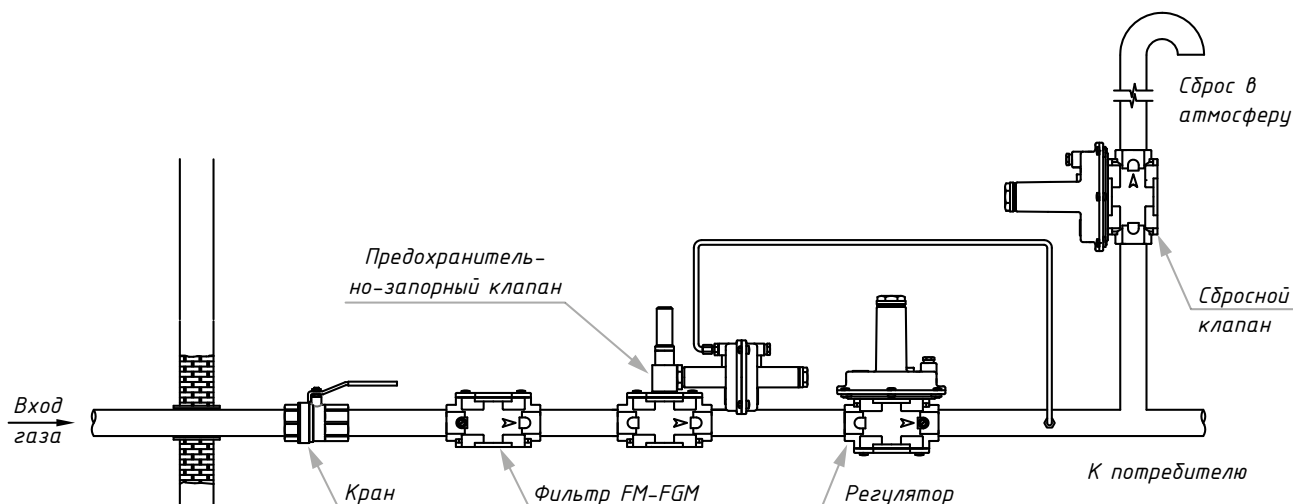 Сброс в
атмосферу
Предохранитель-
но-запорный клапан
Сбросной
клапан
Вход
газа
К потребителю
Кран
Фильтр FM-FGM
Регулятор